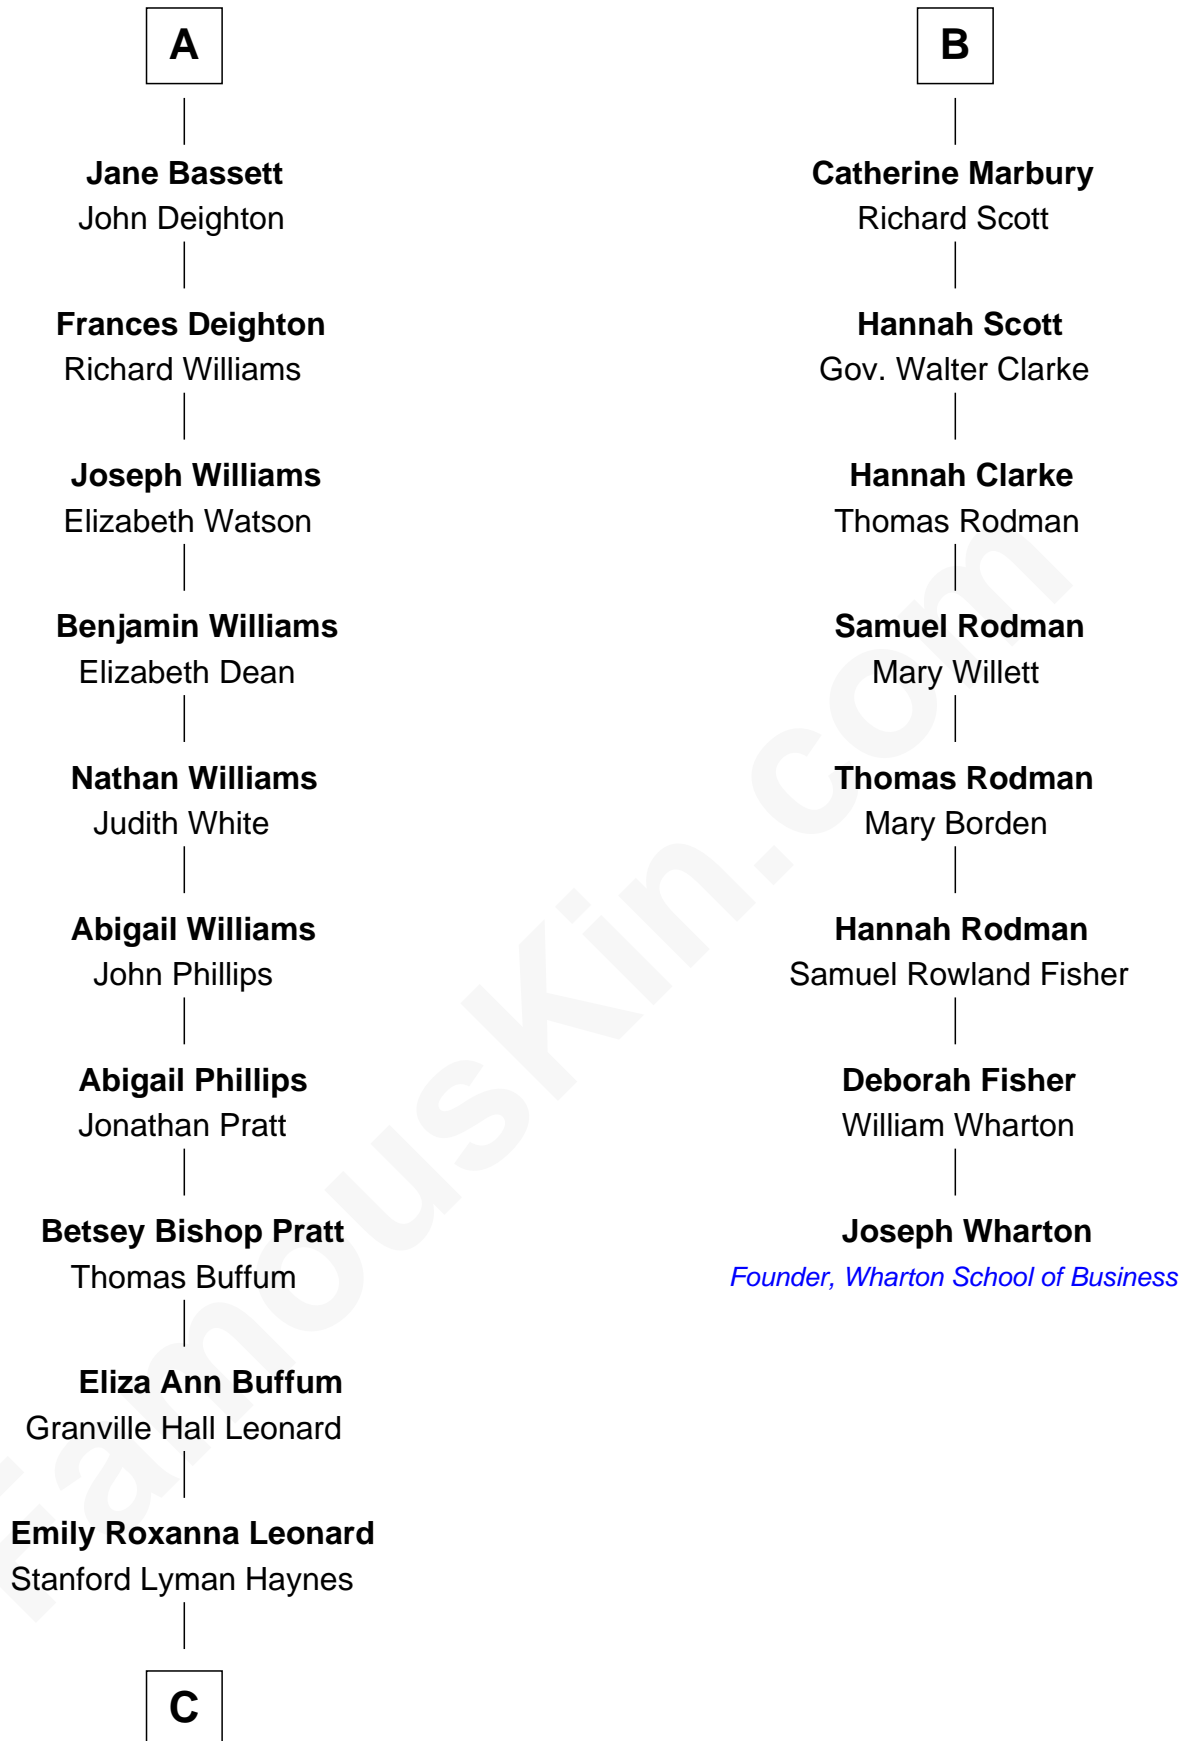 A
Jane Bassett
John Deighton
Frances Deighton
Richard Williams
Joseph Williams
Elizabeth Watson
Benjamin Williams
Elizabeth Dean
Nathan Williams
Judith White
Abigail Williams
John Phillips
Abigail Phillips
Jonathan Pratt
Betsey Bishop Pratt
Thomas Buffum
Eliza Ann Buffum
Granville Hall Leonard
Emily Roxanna Leonard
Stanford Lyman Haynes
C
B
Catherine Marbury
Richard Scott
Hannah Scott
Gov. Walter Clarke
Hannah Clarke
Thomas Rodman
Samuel Rodman
Mary Willett
Thomas Rodman
Mary Borden
Hannah Rodman
Samuel Rowland Fisher
Deborah Fisher
William Wharton
Joseph Wharton
Founder, Wharton School of Business
FamousKin.com